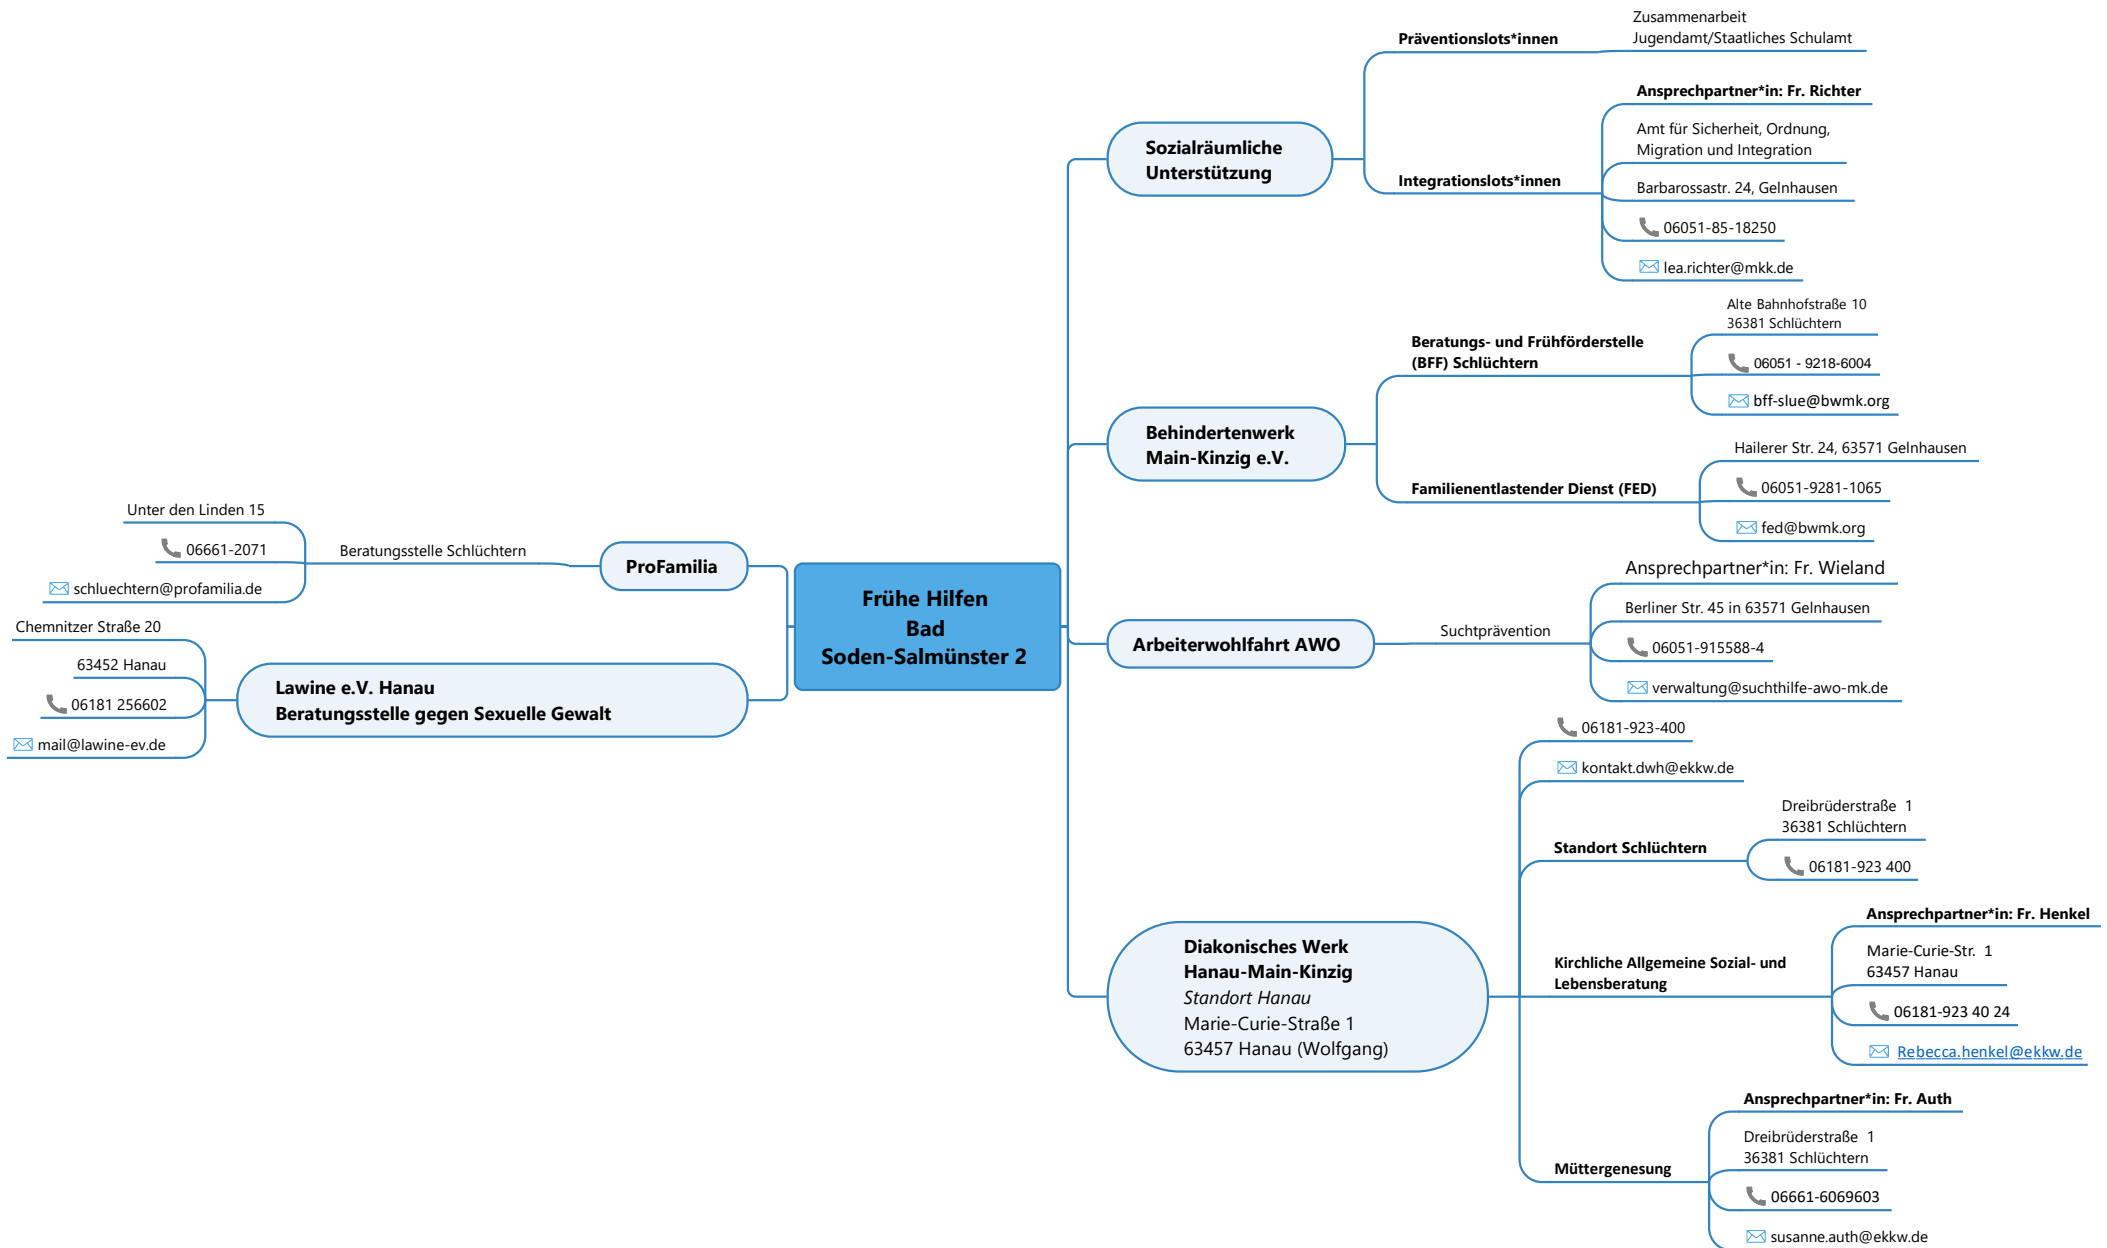 Frühe Hilfen
Bad
Soden-Salmünster 2
Sozialräumliche
Unterstützung
Präventionslots*innen
Zusammenarbeit
Jugendamt/Staatliches Schulamt
Integrationslots*innen
Ansprechpartner*in: Fr. Richter
Amt für Sicherheit, Ordnung,
Migration und Integration
Barbarossastr. 24, Gelnhausen
06051-85-18250
lea.richter@mkk.de
Behindertenwerk
Main-Kinzig e.V.
Beratungs- und Frühförderstelle
(BFF) Schlüchtern
Alte Bahnhofstraße 10
36381 Schlüchtern
06051 - 9218-6004
bff-slue@bwmk.org
Familienentlastender Dienst (FED)
Hailerer Str. 24, 63571 Gelnhausen
06051-9281-1065
fed@bwmk.org
Arbeiterwohlfahrt AWO
Suchtprävention
Ansprechpartner*in: Fr. Wieland
Berliner Str. 45 in 63571 Gelnhausen
06051-915588-4
verwaltung@suchthilfe-awo-mk.de
Diakonisches Werk
Hanau-Main-Kinzig
Standort Hanau
Marie-Curie-Straße 1
63457 Hanau (Wolfgang)
06181-923-400
kontakt.dwh@ekkw.de
Standort Schlüchtern
Dreibrüderstraße 1
36381 Schlüchtern
06181-923 400
Kirchliche Allgemeine Sozial- und
Lebensberatung
Ansprechpartner*in: Fr. Henkel
Marie-Curie-Str. 1
63457 Hanau
06181-923 40 24
Rebecca.henkel@ekkw.de
Müttergenesung
Ansprechpartner*in: Fr. Auth
Dreibrüderstraße 1
36381 Schlüchtern
06661-6069603
susanne.auth@ekkw.de
ProFamilia
Beratungsstelle Schlüchtern
Unter den Linden 15
06661-2071
schluechtern@profamilia.de
Lawine e.V. Hanau
Beratungsstelle gegen Sexuelle Gewalt
Chemnitzer Straße 20
63452 Hanau
06181 256602
mail@lawine-ev.de